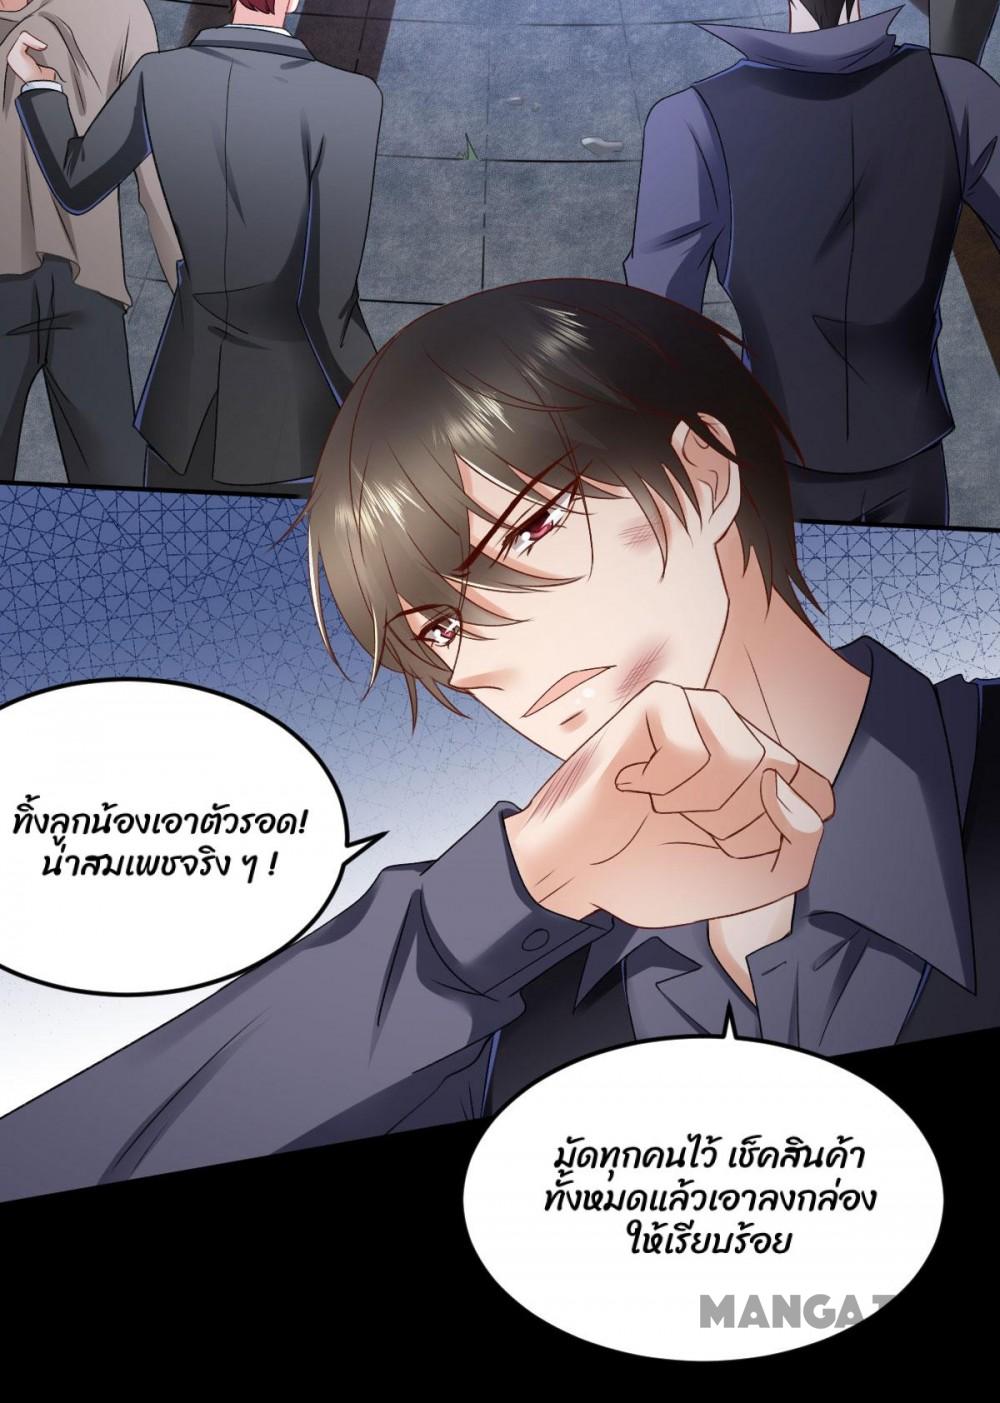 ทิ้งลูกน้องเอาตัวรอด!
น่าสมเพชจริง ๆ !
มัดทุกคนไว้ เช็คสินค้า
ทั้งหมดแล้วเอาลงกล่อง
ให้เรียบร้อย